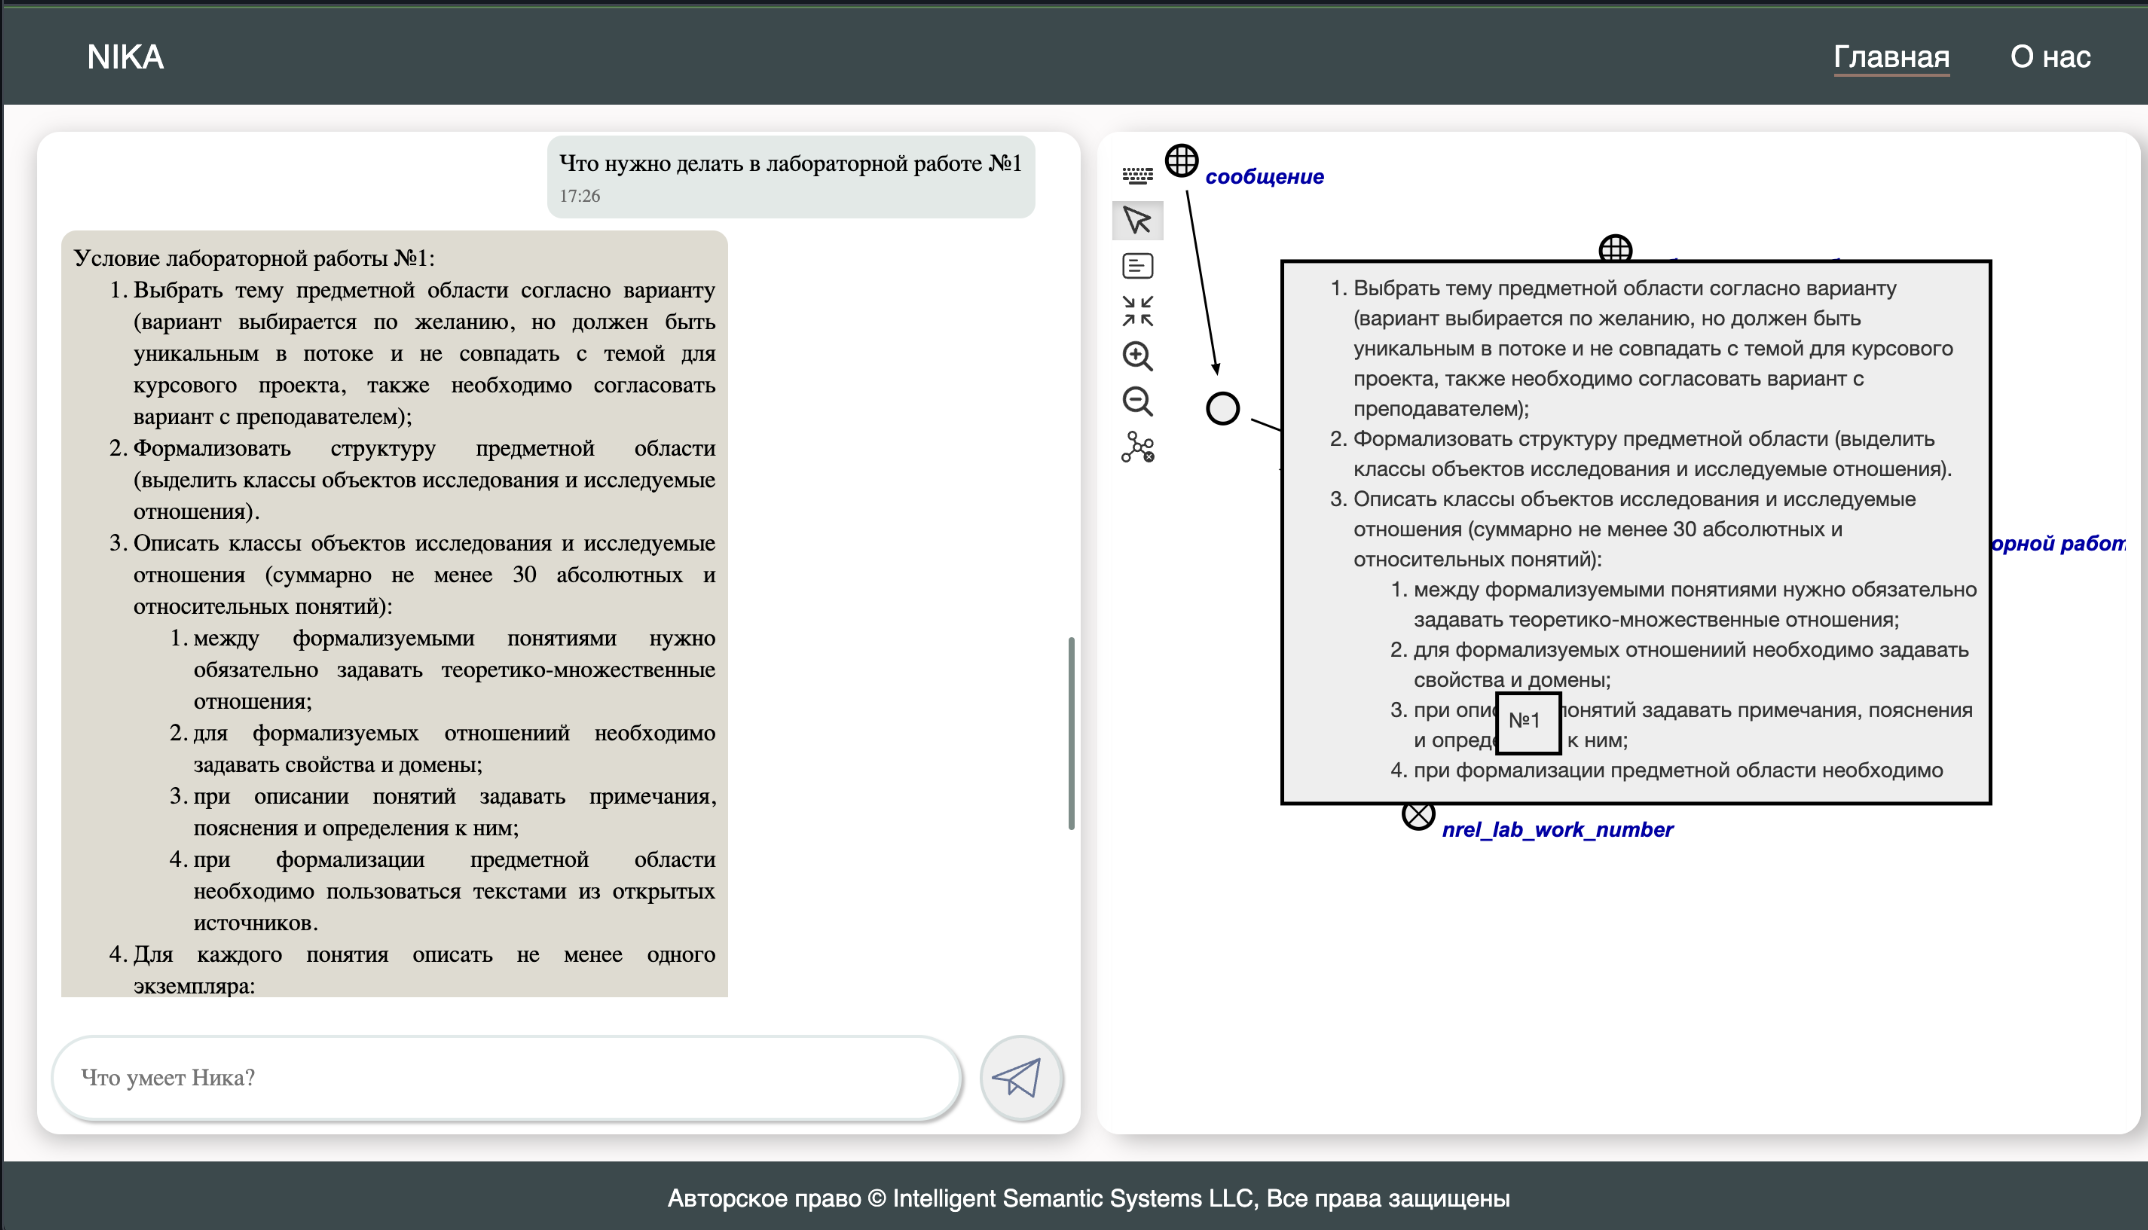 NIKA
Главная
О нас
Что нужно делать в лабораторной работе №1
17:26
Условие лабораторной работы №1:
1. Выбрать тему предметной области согласно варианту
(вариант выбирается по желанию, но должен быть
уникальным в потоке и не совпадать с темой для
курсового проекта, также необходимо согласовать
вариант с преподавателем);
2. Формализовать структуру предметной области
(выделить классы объектов исследования и исследуемые
отношения).
3. Описать классы объектов исследования и исследуемые
отношения (суммарно не менее 30 абсолютных и
относительных понятий):
1. между формализуемыми понятиями нужно
обязательно задавать теоретико-множественные
отношения;
2. для формализуемых отношениий необходимо
задавать свойства и домены;
3. при описании понятий задавать примечания,
пояснения и определения к ним;
4. при формализации предметной области
необходимо пользоваться текстами из открытых
источников.
4. Для каждого понятия описать не менее одного
экземпляра:
Что умеет Ника?
сообщение
1. Выбрать тему предметной области согласно варианту
(вариант выбирается по желанию, но должен быть
уникальным в потоке и не совпадать с темой для курсового
проекта, также необходимо согласовать вариант с
преподавателем);
2. Формализовать структуру предметной области (выделить
классы объектов исследования и исследуемые отношения).
3. Описать классы объектов исследования и исследуемые
отношения (суммарно не менее 30 абсолютных и
относительных понятий):
1. между формализуемыми понятиями нужно обязательно
задавать теоретико-множественные отношения;
2. для формализуемых отношениий необходимо задавать
свойства и домены;
3. при понятий задавать примечания, пояснения
и к ним;
4. при формализации предметной области необходимо
№1
орной работ
nrel_lab_work_number
Авторское право © Intelligent Semantic Systems LLC, Все права защищены